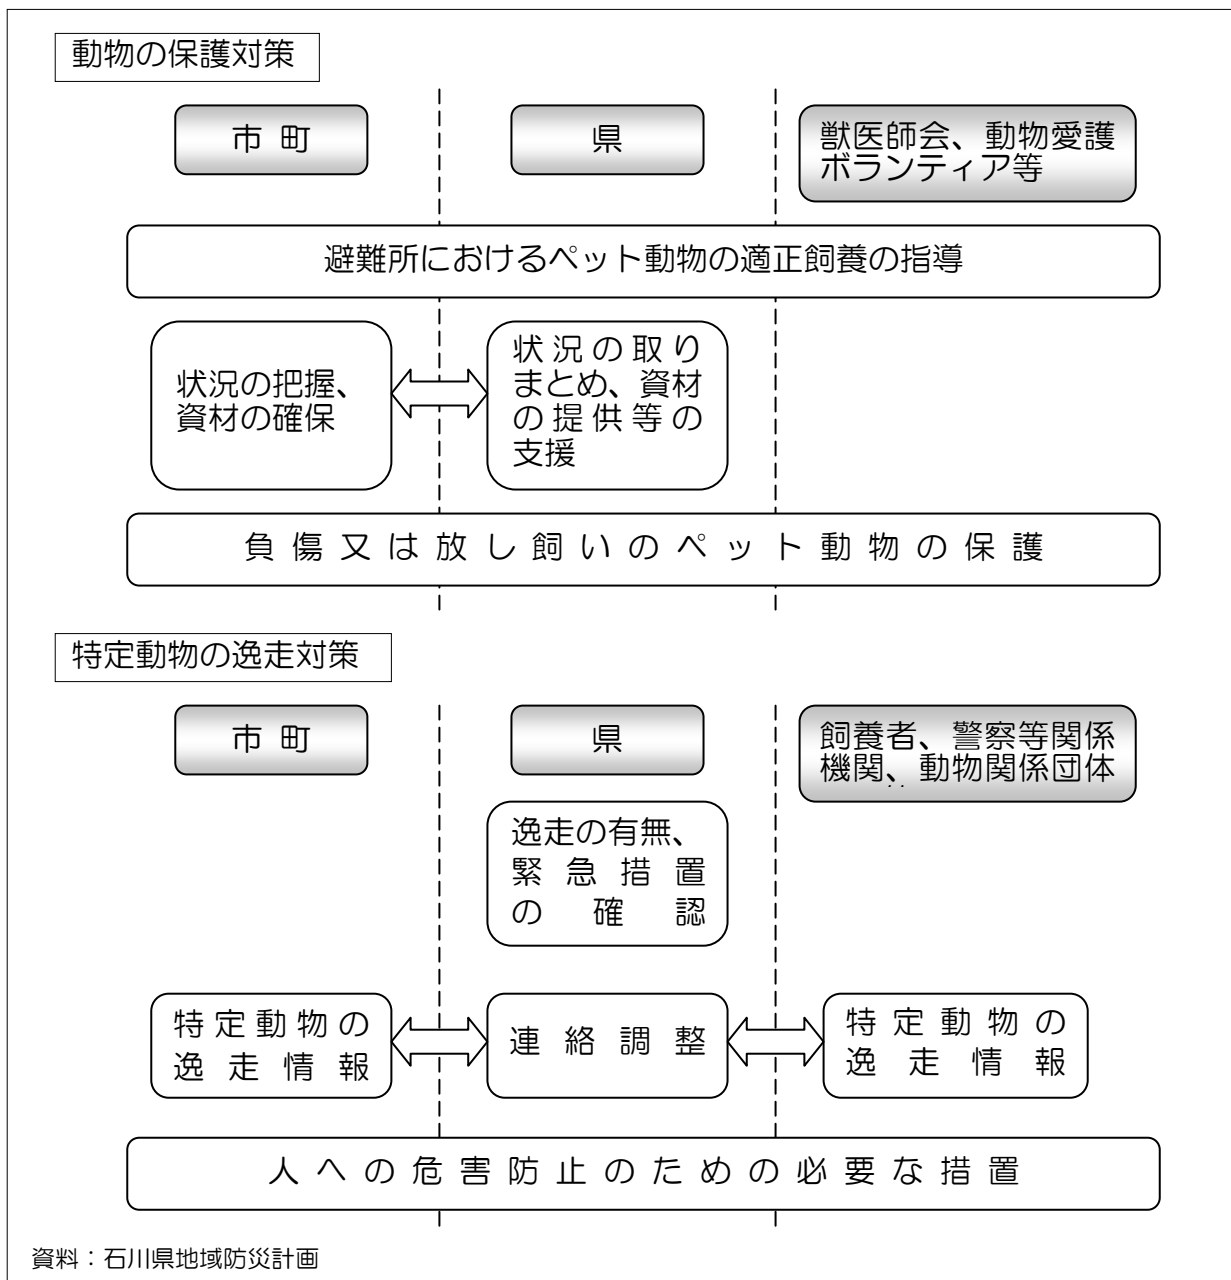 動物の保護対策
市町
県
獣医師会、動物愛護
ボランティア等
避難所におけるペット動物の適正飼養の指導
状況の把握、
資材の確保
状況の取り
まとめ、資材
の提供等の
支援
負傷又は放し飼いのペット動物の保護
特定動物の逸走対策
市町
県
飼養者、警察等関係
機関、動物関係団体
逸走の有無、
緊急措置
の確認
特定動物の
逸走情報
連絡調整
特定動物の
逸走情報
人への危害防止のための必要な措置
資料：石川県地域防災計画